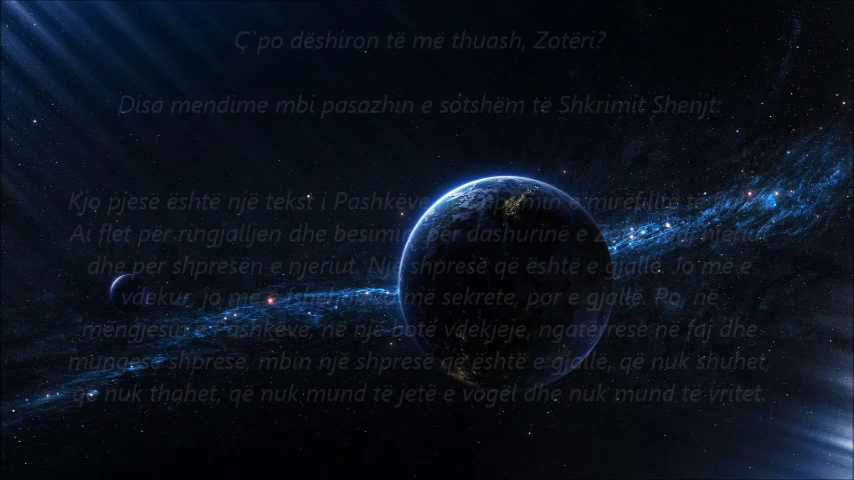 Ç`po dëshiron të më thuash, Zotëri?
Disa mendime mbi pasazhin e sotshëm të Shkrimit Shenjt:
Kjo pjesë është një tekst i Pashkëve mirëfilltë të
Ai flet për ringjalljen dhe besimin, për dashurinë e
dhe për shpresën e njeriut. Një shpresë që është e gjallë. Jo më e
vdekur, jo më e më sekrete, por e gjallë. Po, në
mëngjesin e Pashkëve, në një botë vdekjeje, ngatërresë në faj dhe
mungesë shprese, mbin një shpresë që është e gjallë, që nuk shuhet,
që nuk thahet, që nuk mund të jetë e vogël dhe nuk mund të vritet.